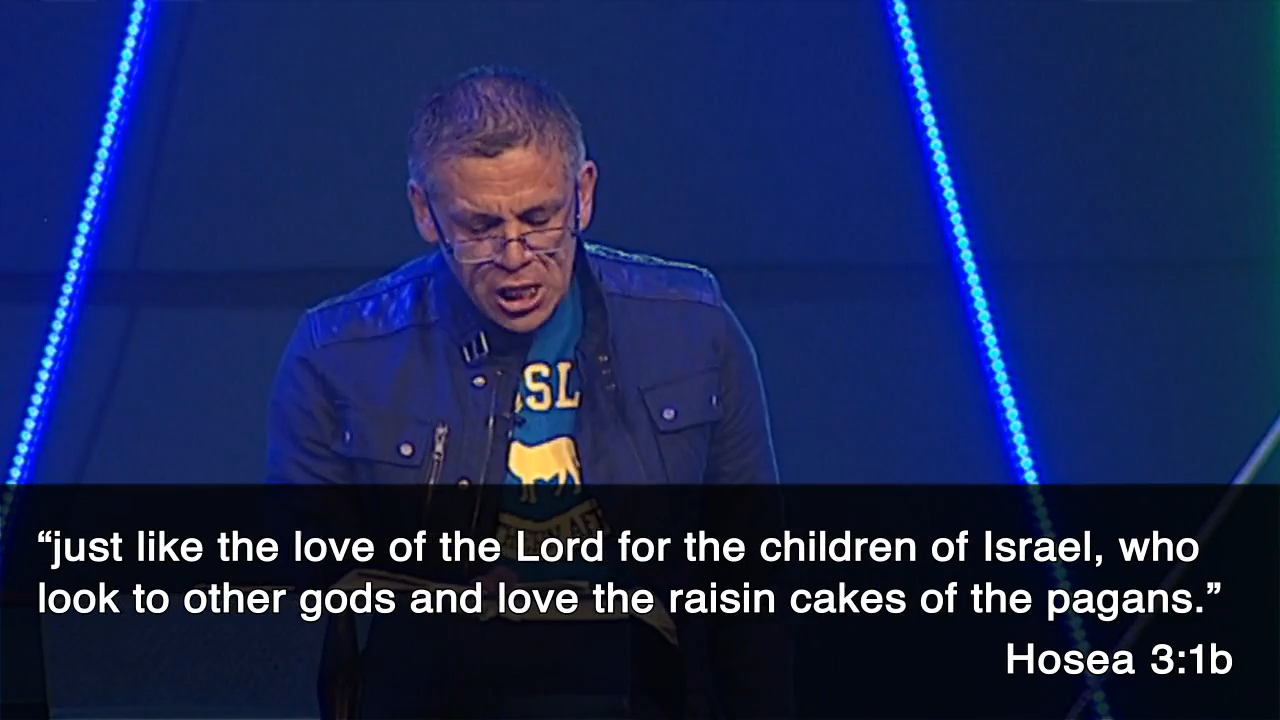 SL
“just like the love of the Lord for the children of Israel, who
look to other gods and love the raisin cakes of the pagans.”
Hosea 3:1b